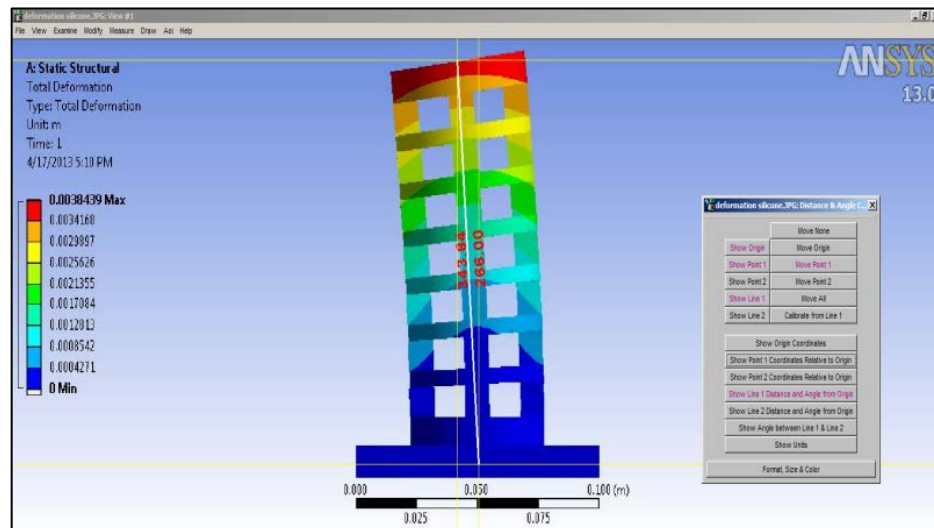 deformation silicone.JPG: View #1
File View Examine Modify Measure Draw Aoi Help
A: Static Structural
Total Deformation
Type: Total Deformation
Unit: m
Time: 1
4/17/2013 5:10 PM
0.0038439 Max
0.0034168
0.0029897
0.0025626
0.0021355
0.0017084
0.0012813
0.0008542
0.0004271
0 Min
343.84
266.00
ANSYS
13.0
deformation silicone.JPG: Distance & Angle C...
Move None
Show Origin Move Origin
Show Point 1 Move Point 1
Show Point 2 Move Point 2
Show Line 1 Move All
Show Line 2 Calibrate from Line 1
Show Origin Coordinates
Show Point 1 Coordinates Relative to Origin
Show Point 2 Coordinates Relative to Origin
Show Line 1 Distance and Angle from Origin
Show Line 2 Distance and Angle from Origin
Show Angle between Line 1 & Line 2
Show Units
Format, Size & Color
0.000 0.050 0.100 (m)
0.025 0.075